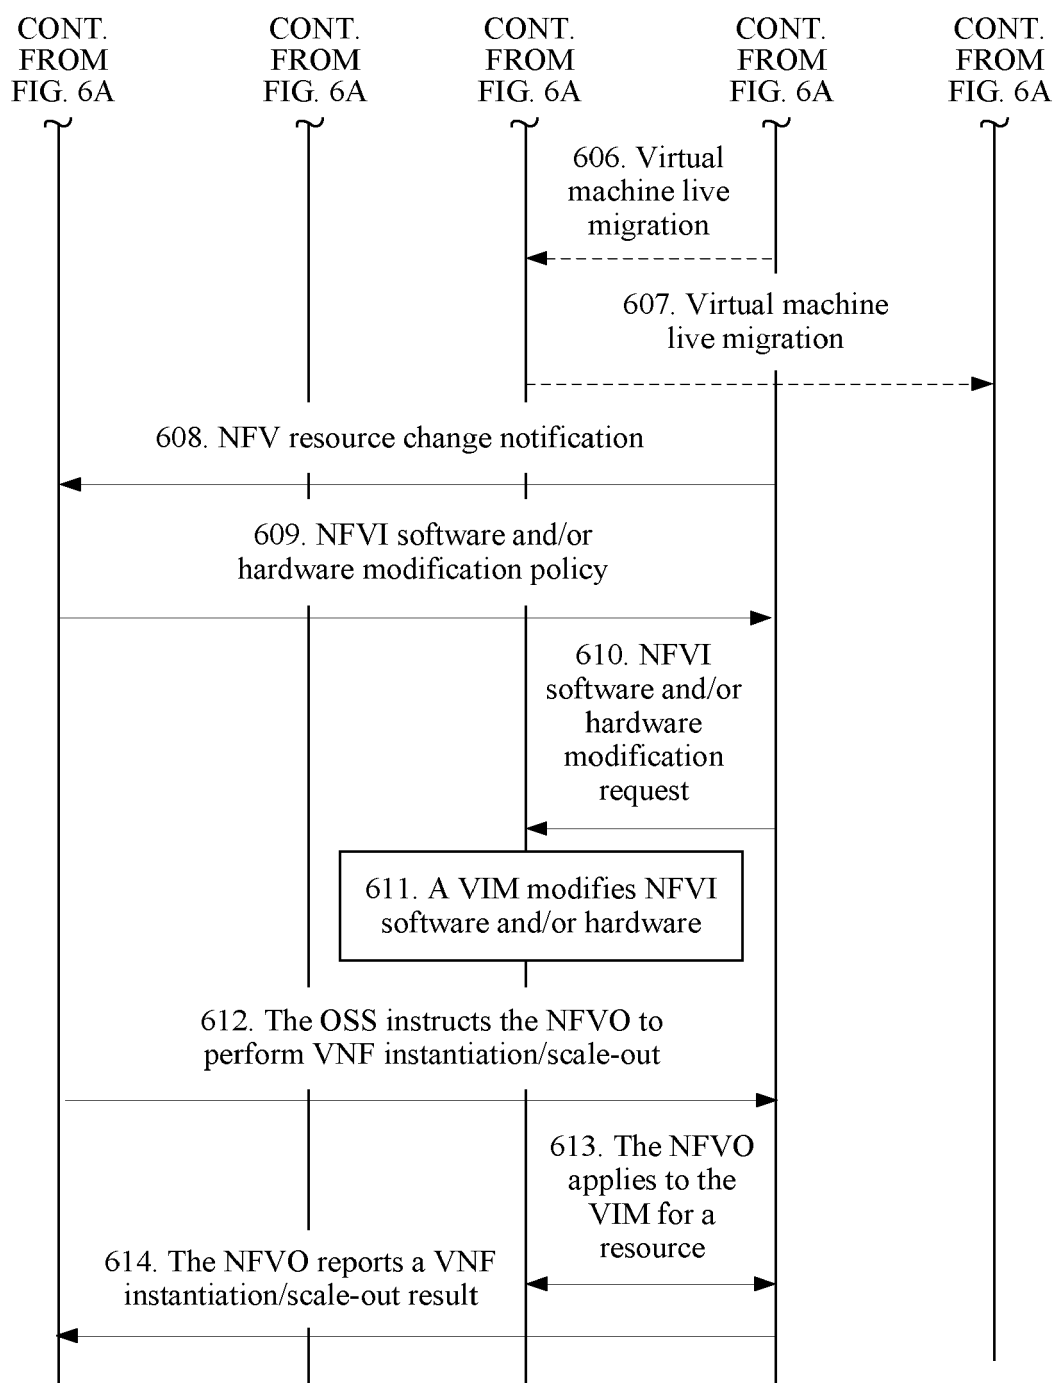 CONT. FROM FIG. 6A
CONT. FROM FIG. 6A
CONT. FROM FIG. 6A
CONT. FROM FIG. 6A
CONT. FROM FIG. 6A
606. Virtual
machine live
migration
607. Virtual machine
live migration
608. NFV resource change notification
609. NFVI software and/or
hardware modification policy
610. NFVI
software and/or
hardware
modification
request
611. A VIM modifies NFVI
software and/or hardware
612. The OSS instructs the NFVO to
perform VNF instantiation/scale-out
613. The NFVO
applies to the
VIM for a
resource
614. The NFVO reports a VNF
instantiation/scale-out result